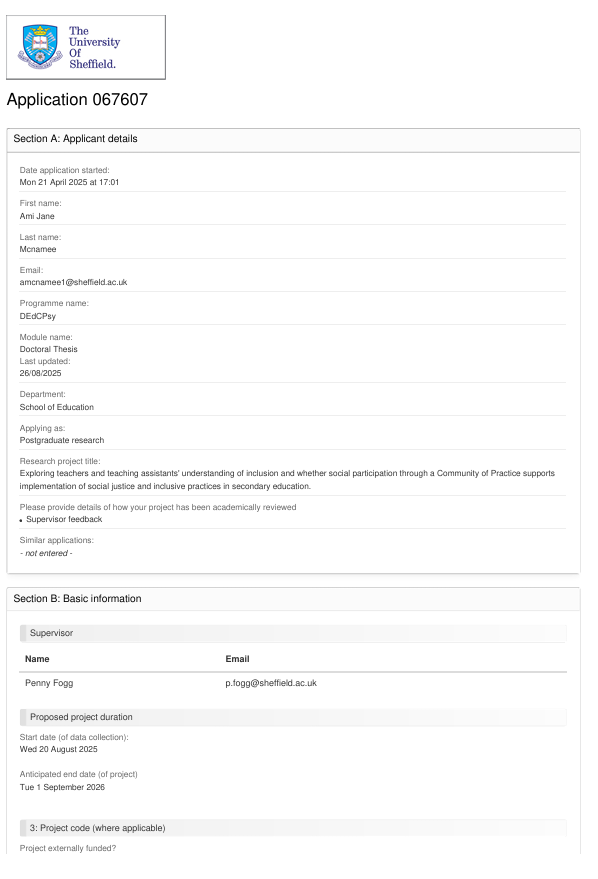 The
University
Of
Sheffield.
Application 067607
Section A: Applicant details
Date application started:
Mon 21 April 2025 at 17:01
First name:
Ami Jane
Last name:
Mcnamee
Email:
amcnamee1@sheffield.ac.uk
Programme name:
DEdCPsy
Module name:
Doctoral Thesis
Last updated:
26/08/2025
Department:
School of Education
Applying as:
Postgraduate research
Research project title:
Exploring teachers and teaching assistants' understanding of inclusion and whether social participation through a Community of Practice supports
implementation of social justice and inclusive practices in secondary education.
Please provide details of how your project has been academically reviewed
• Supervisor feedback
Similar applications:
- not entered -
Section B: Basic information
Supervisor
Name Email
Penny Fogg p.fogg@sheffield.ac.uk
Proposed project duration
Start date (of data collection):
Wed 20 August 2025
Anticipated end date (of project)
Tue 1 September 2026
3: Project code (where applicable)
Project externally funded?